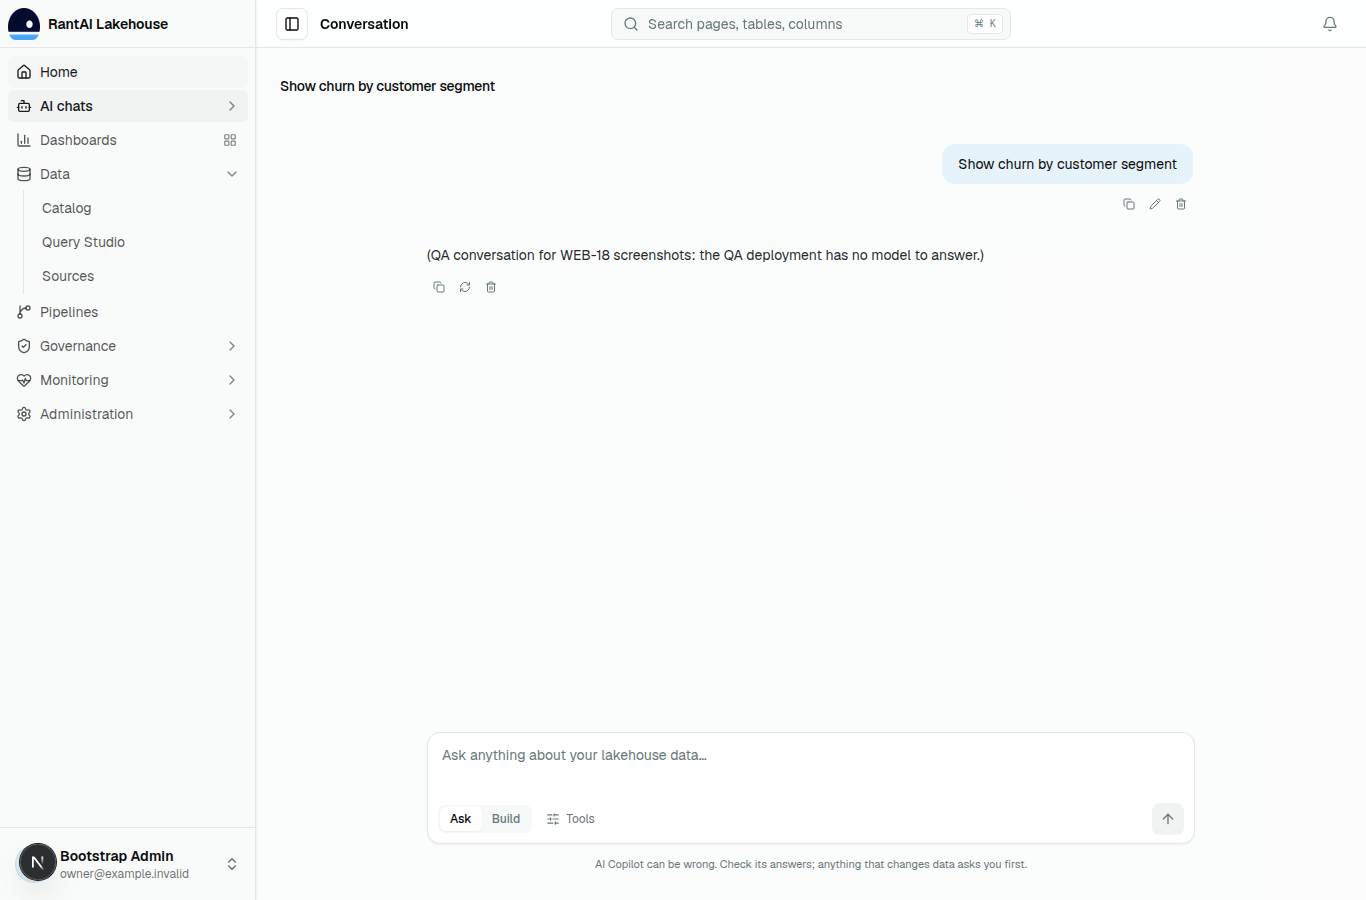 RantAI Lakehouse
Conversation
Search pages, tables, columns
⌘ K
Home
AI chats
Dashboards
Data
Catalog
Query Studio
Sources
Pipelines
Governance
Monitoring
Administration
Show churn by customer segment
Show churn by customer segment
(QA conversation for WEB-18 screenshots: the QA deployment has no model to answer.)
Ask anything about your lakehouse data…
Ask
Build
Tools
AI Copilot can be wrong. Check its answers; anything that changes data asks you first.
N
Bootstrap Admin
owner@example.invalid